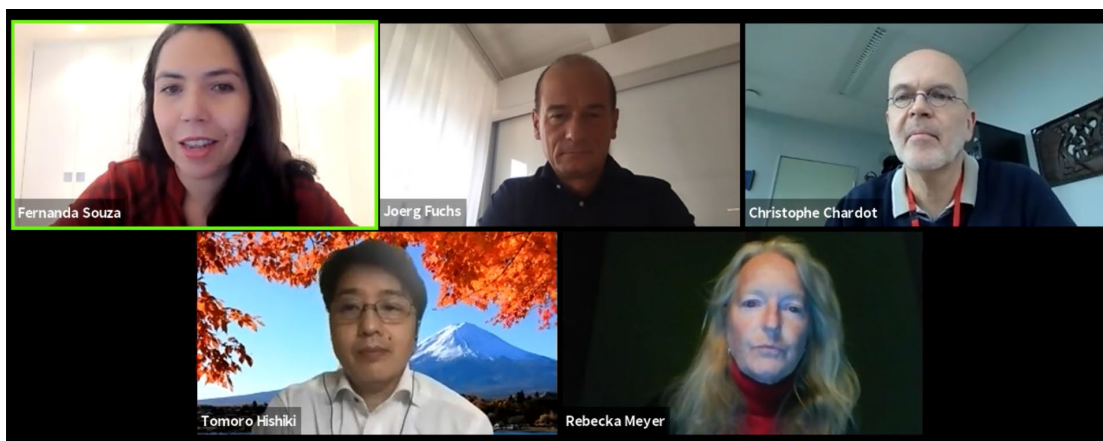 Fernanda Souza
Joerg Fuchs
Christophe Chardot
Tomoro Hishiki
Rebecka Meyer